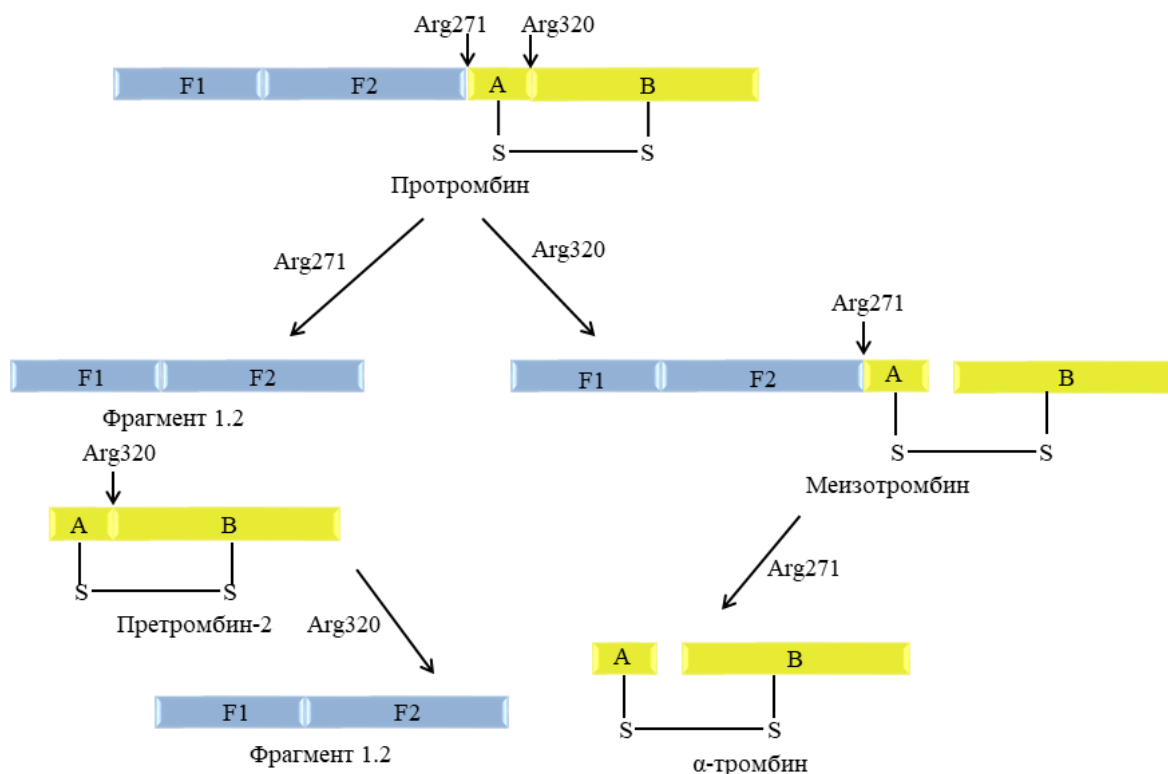 Arg271 Arg320
F1 F2 A B
S S
Протромбин
Arg271 Arg320
Arg271
F1 F2 F1 F2 A B
Фрагмент 1.2
Arg320 S S
Меизотромбин
A B
Arg271
S S
Претромбин-2 Arg320
A B
F1 F2
S S
Фрагмент 1.2 α-тромбин